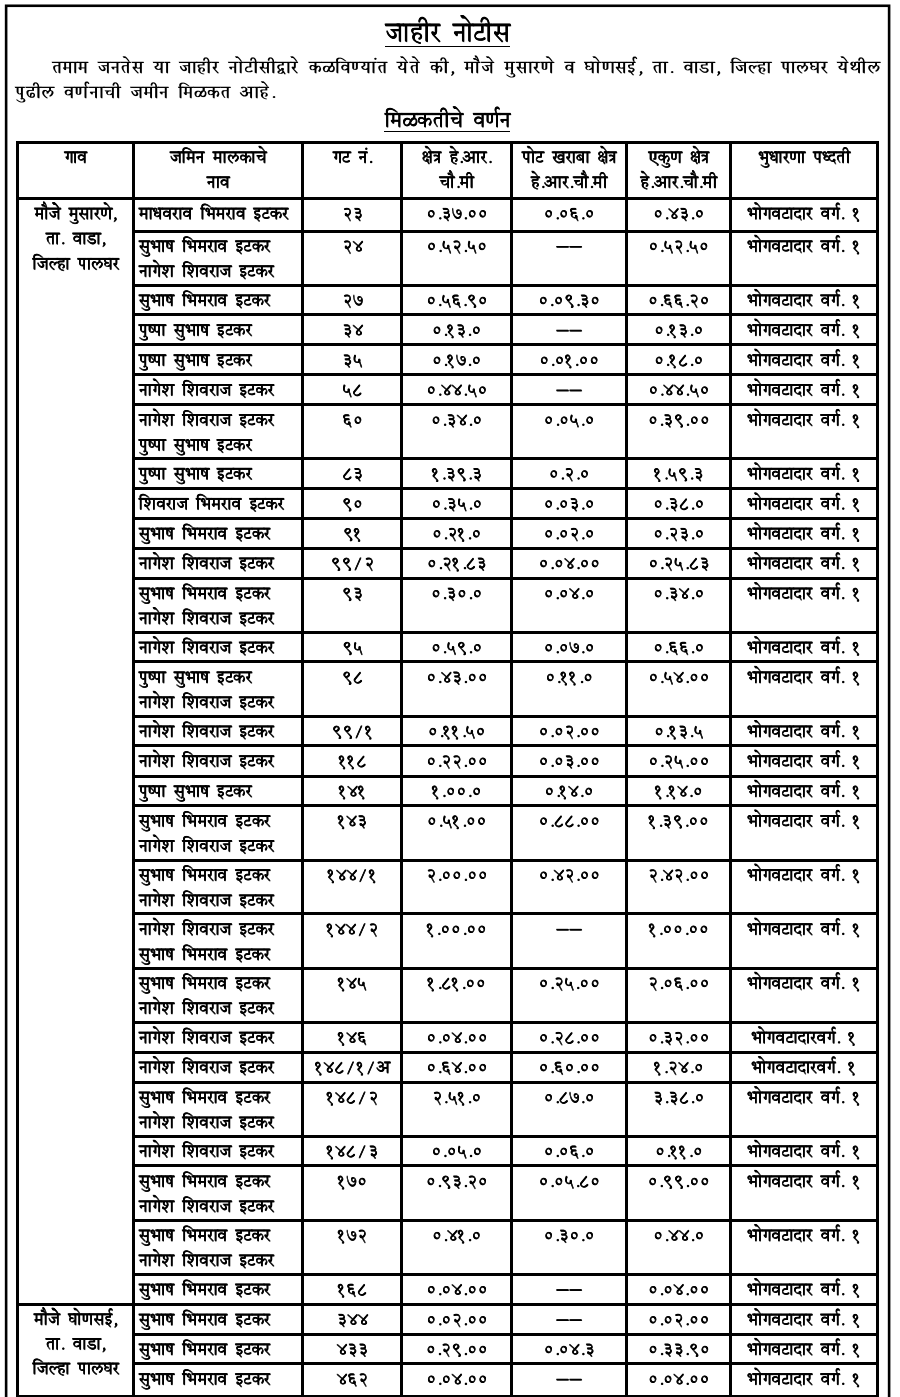 जाहीर नोटीस
तमाम जनतेस या जाहीर नोटीसीद्वारे कळविण्यांत येते की, मौजे मुसारणे व घोणसई, ता. वाडा, जिल्हा पालघर येथील
पुढील वर्णनाची जमीन मिळकत आहे.
मिळकतीचे वर्णन
गाव जमिन मालकाचे गट नं. क्षेत्र हे.आर. पोट खराबा क्षेत्र एकुण क्षेत्र भुधारणा पध्दती
नाव चौ.मी हे.आर.चौ.मी हे.आर.चौ.मी
मौजे मुसारणे, माधवराव भिमराव इटकर २३ ०.३७.०० ०.०६.० ०.४३.० भोगवटादार वर्ग. १
ता. वाडा, सुभाष भिमराव इटकर २४ ०.५२.५० —— ०.५२.५० भोगवटादार वर्ग. १
जिल्हा पालघर नागेश शिवराज इटकर
सुभाष भिमराव इटकर २७ ०.५६.९० ०.०९.३० ०.६६.२० भोगवटादार वर्ग. १
पुष्पा सुभाष इटकर ३४ ०.१३.० —— ०.१३.० भोगवटादार वर्ग. १
पुष्पा सुभाष इटकर ३५ ०.१७.० ०.०१.०० ०.१८.० भोगवटादार वर्ग. १
नागेश शिवराज इटकर ५८ ०.४४.५० —— ०.४४.५० भोगवटादार वर्ग. १
नागेश शिवराज इटकर ६० ०.३४.० ०.०५.० ०.३९.०० भोगवटादार वर्ग. १
पुष्पा सुभाष इटकर
पुष्पा सुभाष इटकर ८३ १.३९.३ ०.२.० १.५९.३ भोगवटादार वर्ग. १
शिवराज भिमराव इटकर ९० ०.३५.० ०.०३.० ०.३८.० भोगवटादार वर्ग. १
सुभाष भिमराव इटकर ९१ ०.२१.० ०.०२.० ०.२३.० भोगवटादार वर्ग. १
नागेश शिवराज इटकर ९९/२ ०.२१.८३ ०.०४.०० ०.२५.८३ भोगवटादार वर्ग. १
सुभाष भिमराव इटकर ९३ ०.३०.० ०.०४.० ०.३४.० भोगवटादार वर्ग. १
नागेश शिवराज इटकर
नागेश शिवराज इटकर ९५ ०.५९.० ०.०७.० ०.६६.० भोगवटादार वर्ग. १
पुष्पा सुभाष इटकर ९८ ०.४३.०० ०.११.० ०.५४.०० भोगवटादार वर्ग. १
नागेश शिवराज इटकर
नागेश शिवराज इटकर ९९/१ ०.११.५० ०.०२.०० ०.१३.५ भोगवटादार वर्ग. १
नागेश शिवराज इटकर ११८ ०.२२.०० ०.०३.०० ०.२५.०० भोगवटादार वर्ग. १
पुष्पा सुभाष इटकर १४१ १.००.० ०.१४.० १.१४.० भोगवटादार वर्ग. १
सुभाष भिमराव इटकर १४३ ०.५१.०० ०.८८.०० १.३९.०० भोगवटादार वर्ग. १
नागेश शिवराज इटकर
सुभाष भिमराव इटकर १४४/१ २.००.०० ०.४२.०० २.४२.०० भोगवटादार वर्ग. १
नागेश शिवराज इटकर
नागेश शिवराज इटकर १४४/२ १.००.०० —— १.००.०० भोगवटादार वर्ग. १
सुभाष भिमराव इटकर
सुभाष भिमराव इटकर १४५ १.८१.०० ०.२५.०० २.०६.०० भोगवटादार वर्ग. १
नागेश शिवराज इटकर
नागेश शिवराज इटकर १४६ ०.०४.०० ०.२८.०० ०.३२.०० भोगवटादारवर्ग. १
नागेश शिवराज इटकर १४८/१/अ ०.६४.०० ०.६०.०० १.२४.० भोगवटादारवर्ग. १
सुभाष भिमराव इटकर १४८/२ २.५१.० ०.८७.० ३.३८.० भोगवटादार वर्ग. १
नागेश शिवराज इटकर
नागेश शिवराज इटकर १४८/३ ०.०५.० ०.०६.० ०.११.० भोगवटादार वर्ग. १
सुभाष भिमराव इटकर १७० ०.९३.२० ०.०५.८० ०.९९.०० भोगवटादार वर्ग. १
नागेश शिवराज इटकर
सुभाष भिमराव इटकर १७२ ०.४१.० ०.३०.० ०.४४.० भोगवटादार वर्ग. १
नागेश शिवराज इटकर
सुभाष भिमराव इटकर १६८ ०.०४.०० —— ०.०४.०० भोगवटादार वर्ग. १
मौजे घोणसई, सुभाष भिमराव इटकर ३४४ ०.०२.०० —— ०.०२.०० भोगवटादार वर्ग. १
ता. वाडा, सुभाष भिमराव इटकर ४३३ ०.२९.०० ०.०४.३ ०.३३.९० भोगवटादार वर्ग. १
जिल्हा पालघर सुभाष भिमराव इटकर ४६२ ०.०४.०० —— ०.०४.०० भोगवटादार वर्ग. १